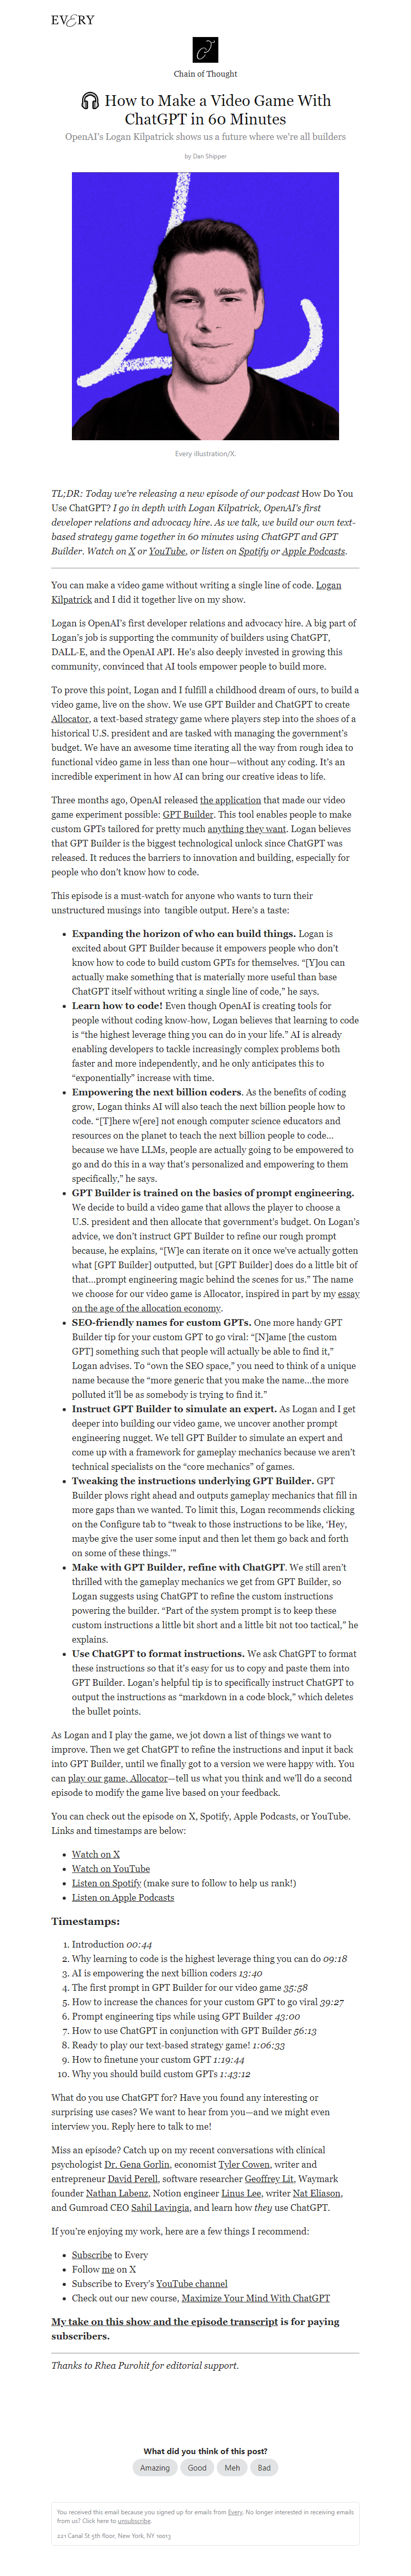 EVERY
Chain of Thought
🎧 How to Make a Video Game With
ChatGPT in 60 Minutes
OpenAI's Logan Kilpatrick shows us a future where we're all builders
by Dan Shipper
Every illustration/X.
TL;DR: Today we're releasing a new episode of our podcast How Do You
Use ChatGPT? I go in depth with Logan Kilpatrick, OpenAI's first
developer relations and advocacy hire. As we talk, we build our own text-
based strategy game together in 60 minutes using ChatGPT and GPT
Builder. Watch on X or YouTube, or listen on Spotify or Apple Podcasts.
You can make a video game without writing a single line of code. Logan
Kilpatrick and I did it together live on my show.
Logan is OpenAI's first developer relations and advocacy hire. A big part of
Logan's job is supporting the community of builders using ChatGPT,
DALL-E, and the OpenAI API. He's also deeply invested in growing this
community, convinced that AI tools empower people to build more.
To prove this point, Logan and I fulfill a childhood dream of ours, to build a
video game, live on the show. We use GPT Builder and ChatGPT to create
Allocator, a text-based strategy game where players step into the shoes of a
historical U.S. president and are tasked with managing the government's
budget. We have an awesome time iterating all the way from rough idea to
functional video game in less than one hour—without any coding. It's an
incredible experiment in how AI can bring our creative ideas to life.
Three months ago, OpenAI released the application that made our video
game experiment possible: GPT Builder. This tool enables people to make
custom GPTs tailored for pretty much anything they want. Logan believes
that GPT Builder is the biggest technological unlock since ChatGPT was
released. It reduces the barriers to innovation and building, especially for
people who don't know how to code.
This episode is a must-watch for anyone who wants to turn their
unstructured musings into tangible output. Here's a taste:
• Expanding the horizon of who can build things. Logan is
excited about GPT Builder because it empowers people who don't
know how to code to build custom GPTs for themselves. "[Y]ou can
actually make something that is materially more useful than base
ChatGPT itself without writing a single line of code," he says.
• Learn how to code! Even though OpenAI is creating tools for
people without coding know-how, Logan believes that learning to code
is "the highest leverage thing you can do in your life." AI is already
enabling developers to tackle increasingly complex problems both
faster and more independently, and he only anticipates this to
"exponentially" increase with time.
• Empowering the next billion coders. As the benefits of coding
grow, Logan thinks AI will also teach the next billion people how to
code. "[T]here w[ere] not enough computer science educators and
resources on the planet to teach the next billion people to code...
because we have LLMs, people are actually going to be empowered to
go and do this in a way that's personalized and empowering to them
specifically," he says.
• GPT Builder is trained on the basics of prompt engineering.
We decide to build a video game that allows the player to choose a
U.S. president and then allocate that government's budget. On Logan's
advice, we don't instruct GPT Builder to refine our rough prompt
because, he explains, "[W]e can iterate on it once we've actually gotten
what [GPT Builder] outputted, but [GPT Builder] does do a little bit of
that...prompt engineering magic behind the scenes for us." The name
we choose for our video game is Allocator, inspired in part by my essay
on the age of the allocation economy.
• SEO-friendly names for custom GPTs. One more handy GPT
Builder tip for your custom GPT to go viral: "[N]ame [the custom
GPT] something such that people will actually be able to find it,"
Logan advises. To "own the SEO space," you need to think of a unique
name because the "more generic that you make the name...the more
polluted it'll be as somebody is trying to find it."
• Instruct GPT Builder to simulate an expert. As Logan and I get
deeper into building our video game, we uncover another prompt
engineering nugget. We tell GPT Builder to simulate an expert and
come up with a framework for gameplay mechanics because we aren't
technical specialists on the "core mechanics" of games.
• Tweaking the instructions underlying GPT Builder. GPT
Builder plows right ahead and outputs gameplay mechanics that fill in
more gaps than we wanted. To limit this, Logan recommends clicking
on the Configure tab to "tweak to those instructions to be like, 'Hey,
maybe give the user some input and then let them go back and forth
on some of these things.'"
• Make with GPT Builder, refine with ChatGPT. We still aren't
thrilled with the gameplay mechanics we get from GPT Builder, so
Logan suggests using ChatGPT to refine the custom instructions
powering the builder. "Part of the system prompt is to keep these
custom instructions a little bit short and a little bit not too tactical," he
explains.
• Use ChatGPT to format instructions. We ask ChatGPT to format
these instructions so that it's easy for us to copy and paste them into
GPT Builder. Logan's helpful tip is to specifically instruct ChatGPT to
output the instructions as "markdown in a code block," which deletes
the bullet points.
As Logan and I play the game, we jot down a list of things we want to
improve. Then we get ChatGPT to refine the instructions and input it back
into GPT Builder, until we finally got to a version we were happy with. You
can play our game, Allocator—tell us what you think and we'll do a second
episode to modify the game live based on your feedback.
You can check out the episode on X, Spotify, Apple Podcasts, or YouTube.
Links and timestamps are below:
• Watch on X
• Watch on YouTube
• Listen on Spotify (make sure to follow to help us rank!)
• Listen on Apple Podcasts
Timestamps:
1. Introduction 00:44
2. Why learning to code is the highest leverage thing you can do 09:18
3. AI is empowering the next billion coders 13:40
4. The first prompt in GPT Builder for our video game 35:58
5. How to increase the chances for your custom GPT to go viral 39:27
6. Prompt engineering tips while using GPT Builder 43:00
7. How to use ChatGPT in conjunction with GPT Builder 56:13
8. Ready to play our text-based strategy game! 1:06:33
9. How to finetune your custom GPT 1:19:44
10. Why you should build custom GPTs 1:43:12
What do you use ChatGPT for? Have you found any interesting or
surprising use cases? We want to hear from you—and we might even
interview you. Reply here to talk to me!
Miss an episode? Catch up on my recent conversations with clinical
psychologist Dr. Gena Gorlin, economist Tyler Cowen, writer and
entrepreneur David Perell, software researcher Geoffrey Lit, Waymark
founder Nathan Labenz, Notion engineer Linus Lee, writer Nat Eliason,
and Gumroad CEO Sahil Lavingia, and learn how they use ChatGPT.
If you're enjoying my work, here are a few things I recommend:
• Subscribe to Every
• Follow me on X
• Subscribe to Every's YouTube channel
• Check out our new course, Maximize Your Mind With ChatGPT
My take on this show and the episode transcript is for paying
subscribers.
Thanks to Rhea Purohit for editorial support.
What did you think of this post?
Amazing Good Meh Bad
You received this email because you signed up for emails from Every. No longer interested in receiving emails
from us? Click here to unsubscribe.
221 Canal St 5th floor, New York, NY 10013